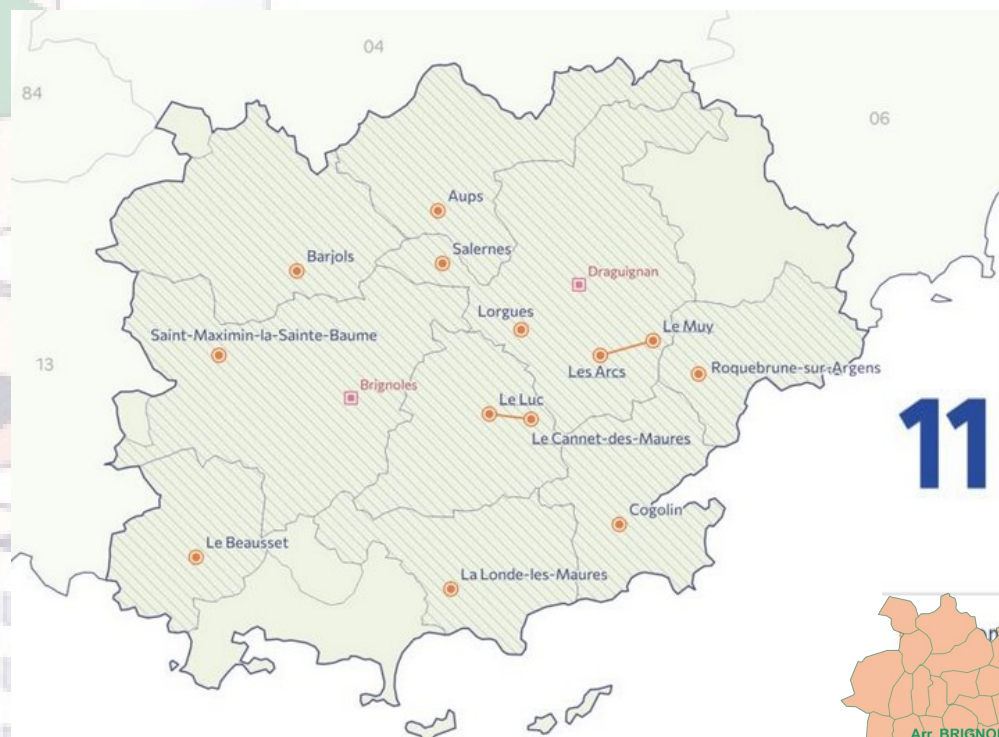 04
84
06
Aups
Salernes
Barjols
Draguignan
Lorgues
Le Muy
Saint-Maximin-la-Sainte-Baume
13
Les Arcs
Roquebrune-sur-Argens
Brignoles
Le Luc
11
Le Cannet-des-Maures
Cogolin
Le Beausset
La Londe-les-Maures